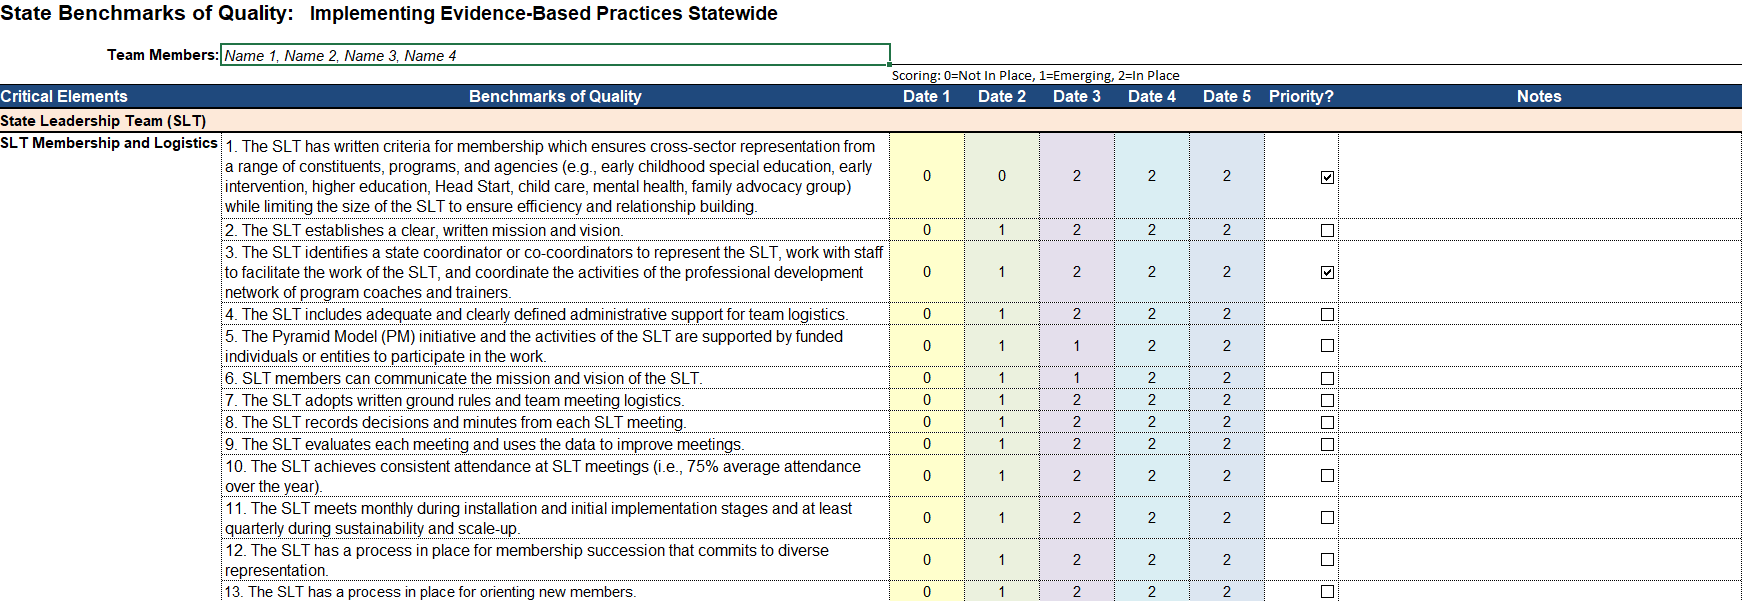 State Benchmarks of Quality: Implementing Evidence-Based Practices Statewide
Team Members: Name 1, Name 2, Name 3, Name 4
Scoring: 0=Not In Place, 1=Emerging, 2=In Place
Critical Elements Benchmarks of Quality Date 1 Date 2 Date 3 Date 4 Date 5 Priority? Notes
State Leadership Team (SLT)
SLT Membership and Logistics
1. The SLT has written criteria for membership which ensures cross-sector representation from
a range of constituents, programs, and agencies (e.g., early childhood special education, early
intervention, higher education, Head Start, child care, mental health, family advocacy group)
while limiting the size of the SLT to ensure efficiency and relationship building.
0 0 2 2 2
2. The SLT establishes a clear, written mission and vision.
0 1 2 2 2
3. The SLT identifies a state coordinator or co-coordinators to represent the SLT, work with staff
to facilitate the work of the SLT, and coordinate the activities of the professional development
network of program coaches and trainers.
0 1 2 2 2
4. The SLT includes adequate and clearly defined administrative support for team logistics.
0 1 2 2 2
5. The Pyramid Model (PM) initiative and the activities of the SLT are supported by funded
individuals or entities to participate in the work.
0 1 1 2 2
6. SLT members can communicate the mission and vision of the SLT.
0 1 1 2 2
7. The SLT adopts written ground rules and team meeting logistics.
0 1 2 2 2
8. The SLT records decisions and minutes from each SLT meeting.
0 1 2 2 2
9. The SLT evaluates each meeting and uses the data to improve meetings.
0 1 2 2 2
10. The SLT achieves consistent attendance at SLT meetings (i.e., 75% average attendance
over the year).
0 1 2 2 2
11. The SLT meets monthly during installation and initial implementation stages and at least
quarterly during sustainability and scale-up.
0 1 2 2 2
12. The SLT has a process in place for membership succession that commits to diverse
representation.
0 1 2 2 2
13. The SLT has a process in place for orienting new members.
0 1 2 2 2